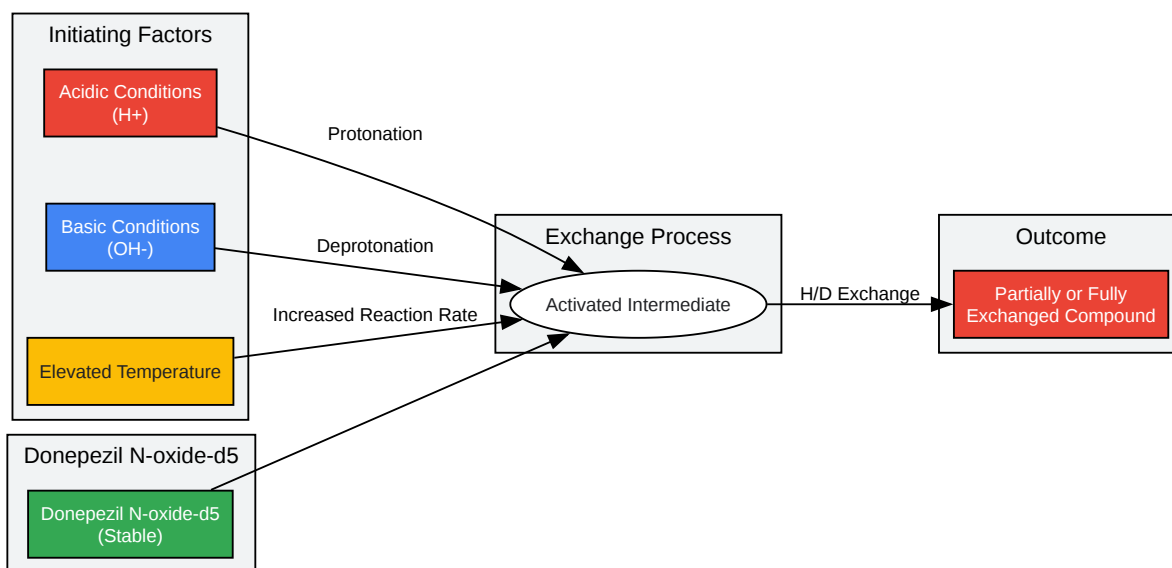 Initiating Factors
Acidic Conditions
(H+)
Protonation
Basic Conditions
(OH-)
Deprotonation
Exchange Process
Outcome
Activated Intermediate
H/D Exchange
Partially or Fully
Exchanged Compound
Increased Reaction Rate
Elevated Temperature
Donepezil N-oxide-d5
Donepezil N-oxide-d5
(Stable)